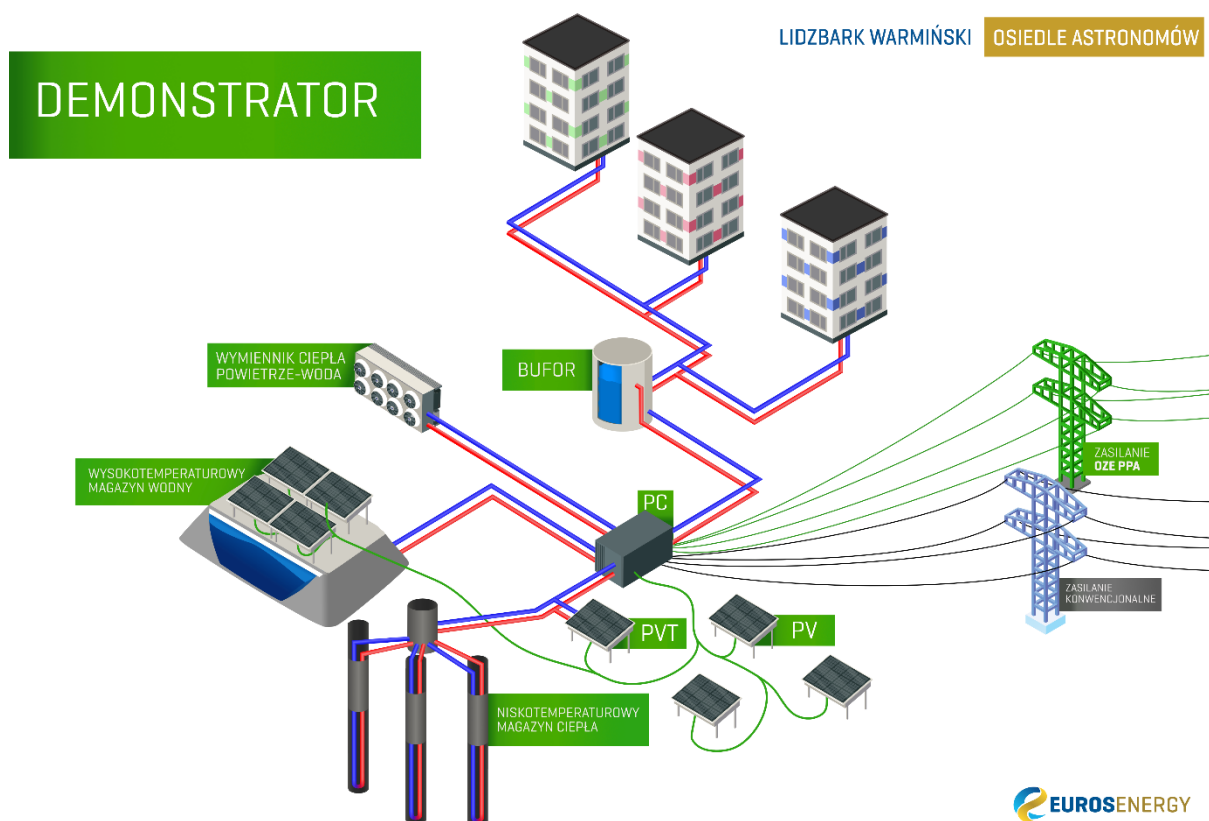 LIDZBARK WARMIŃSKI OSIEDLE ASTRONOMÓW
DEMONSTRATOR
WYMIENNIK CIEPŁA
POWIETRZE-WODA
BUFOR
ZASILANIE
OZE PPA
WYSOKOTEMPERATUROWY
MAGAZYN WODNY
PC
ZASILANIE
KONWENCJONALNE
PVT
PV
NISKOTEMPERATUROWY
MAGAZYN CIEPŁA
EUROSENERGY